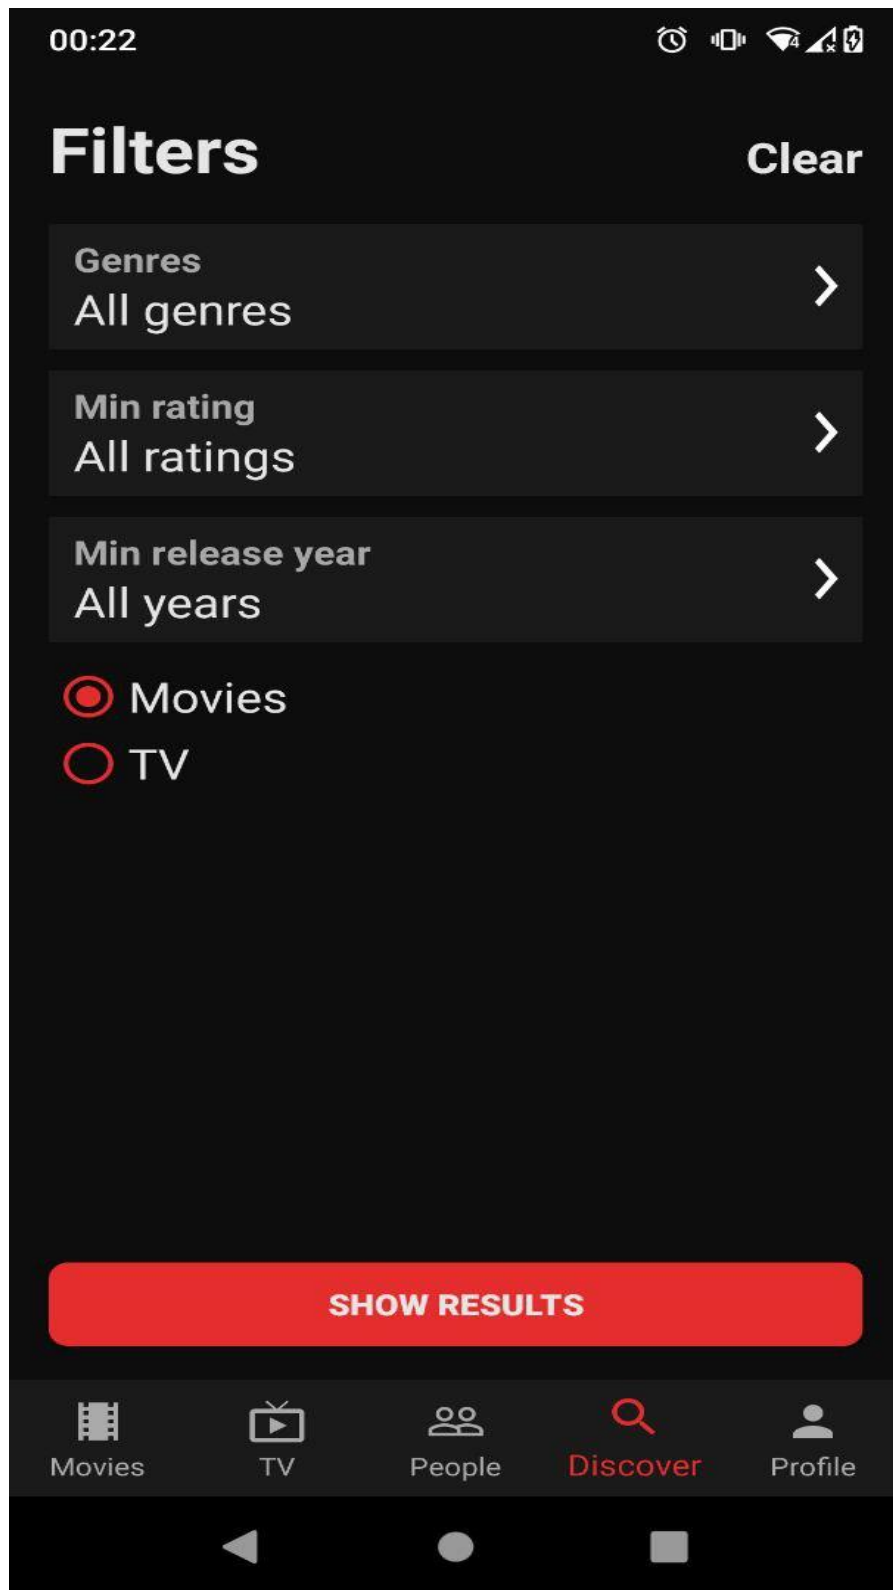 00:22
Filters
Clear
Genres
All genres
Min rating
All ratings
Min release year
All years
Movies
TV
SHOW RESULTS
Movies TV People Discover Profile